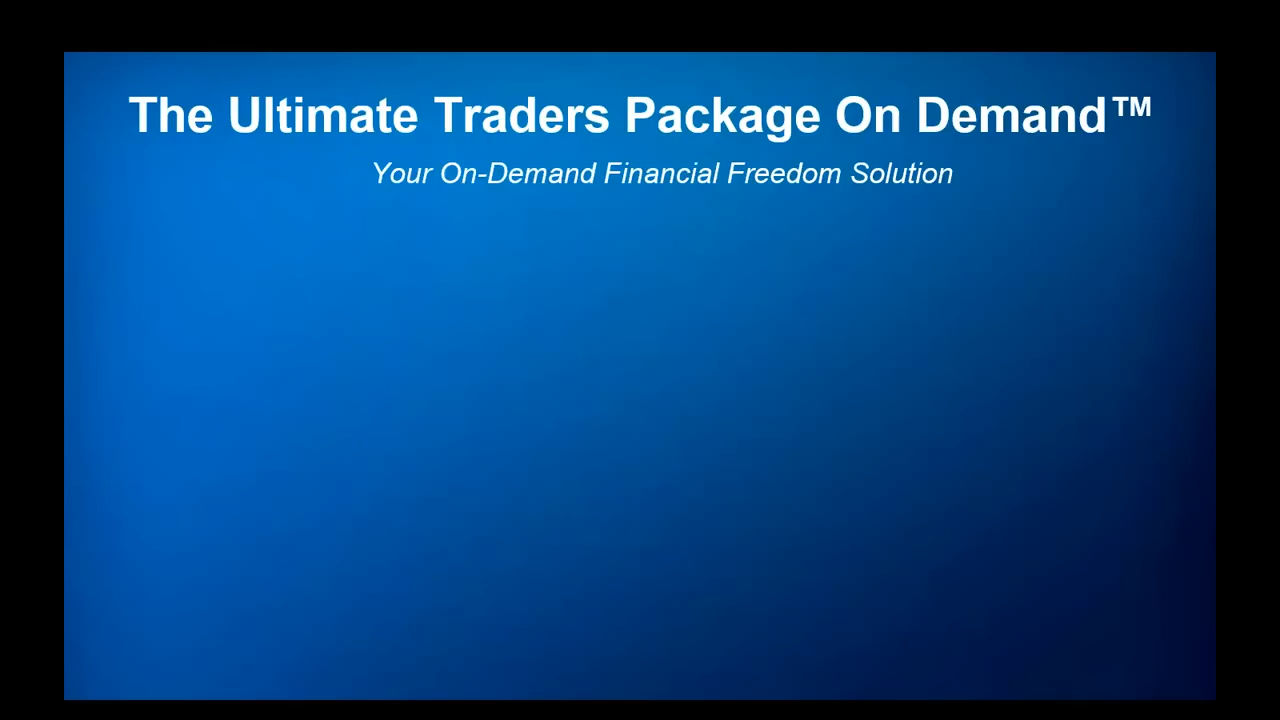 The Ultimate Traders Package On Demand™
Your On-Demand Financial Freedom Solution